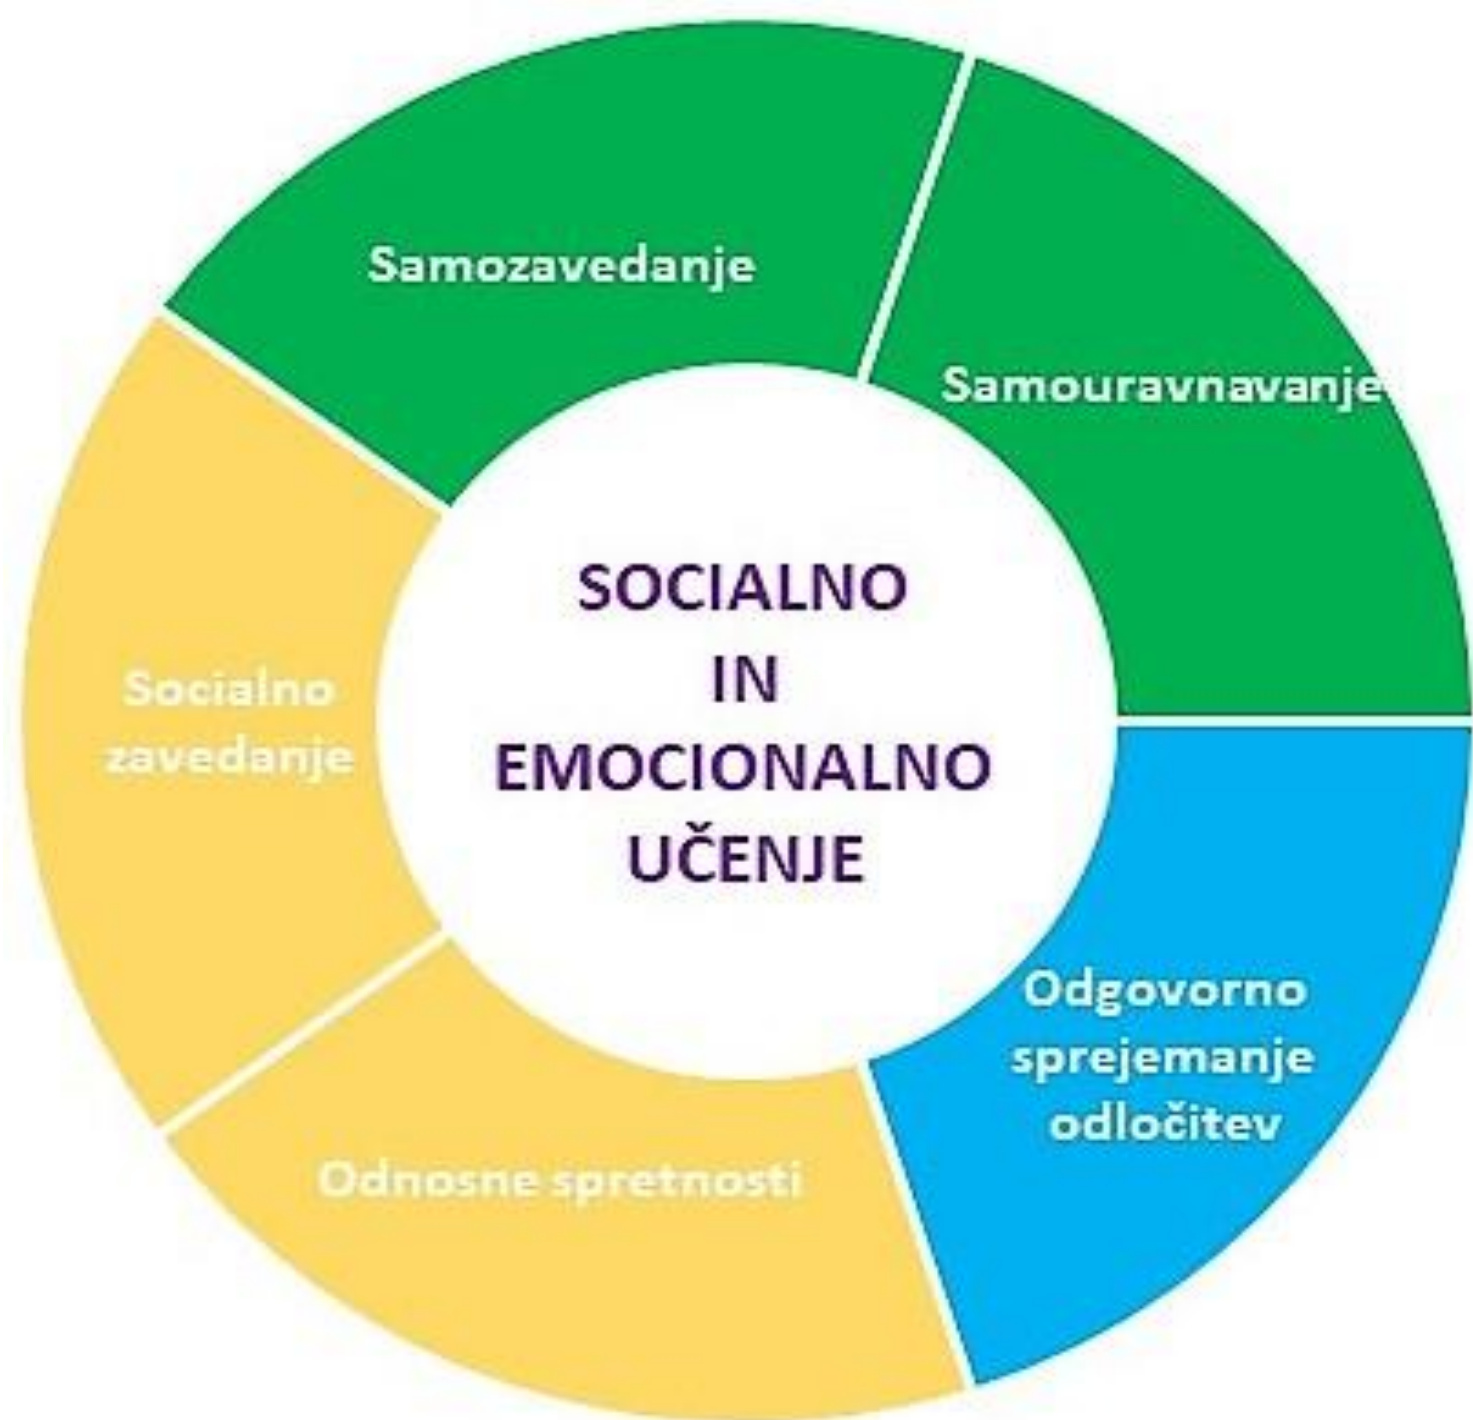 Samozavedanje
Samouravnavanje
SOCIALNO
IN
EMOCIONALNO
UČENJE
Socialno
zavedanje
Odgovorno
sprejemanje
odločitev
Odnosne spretnosti